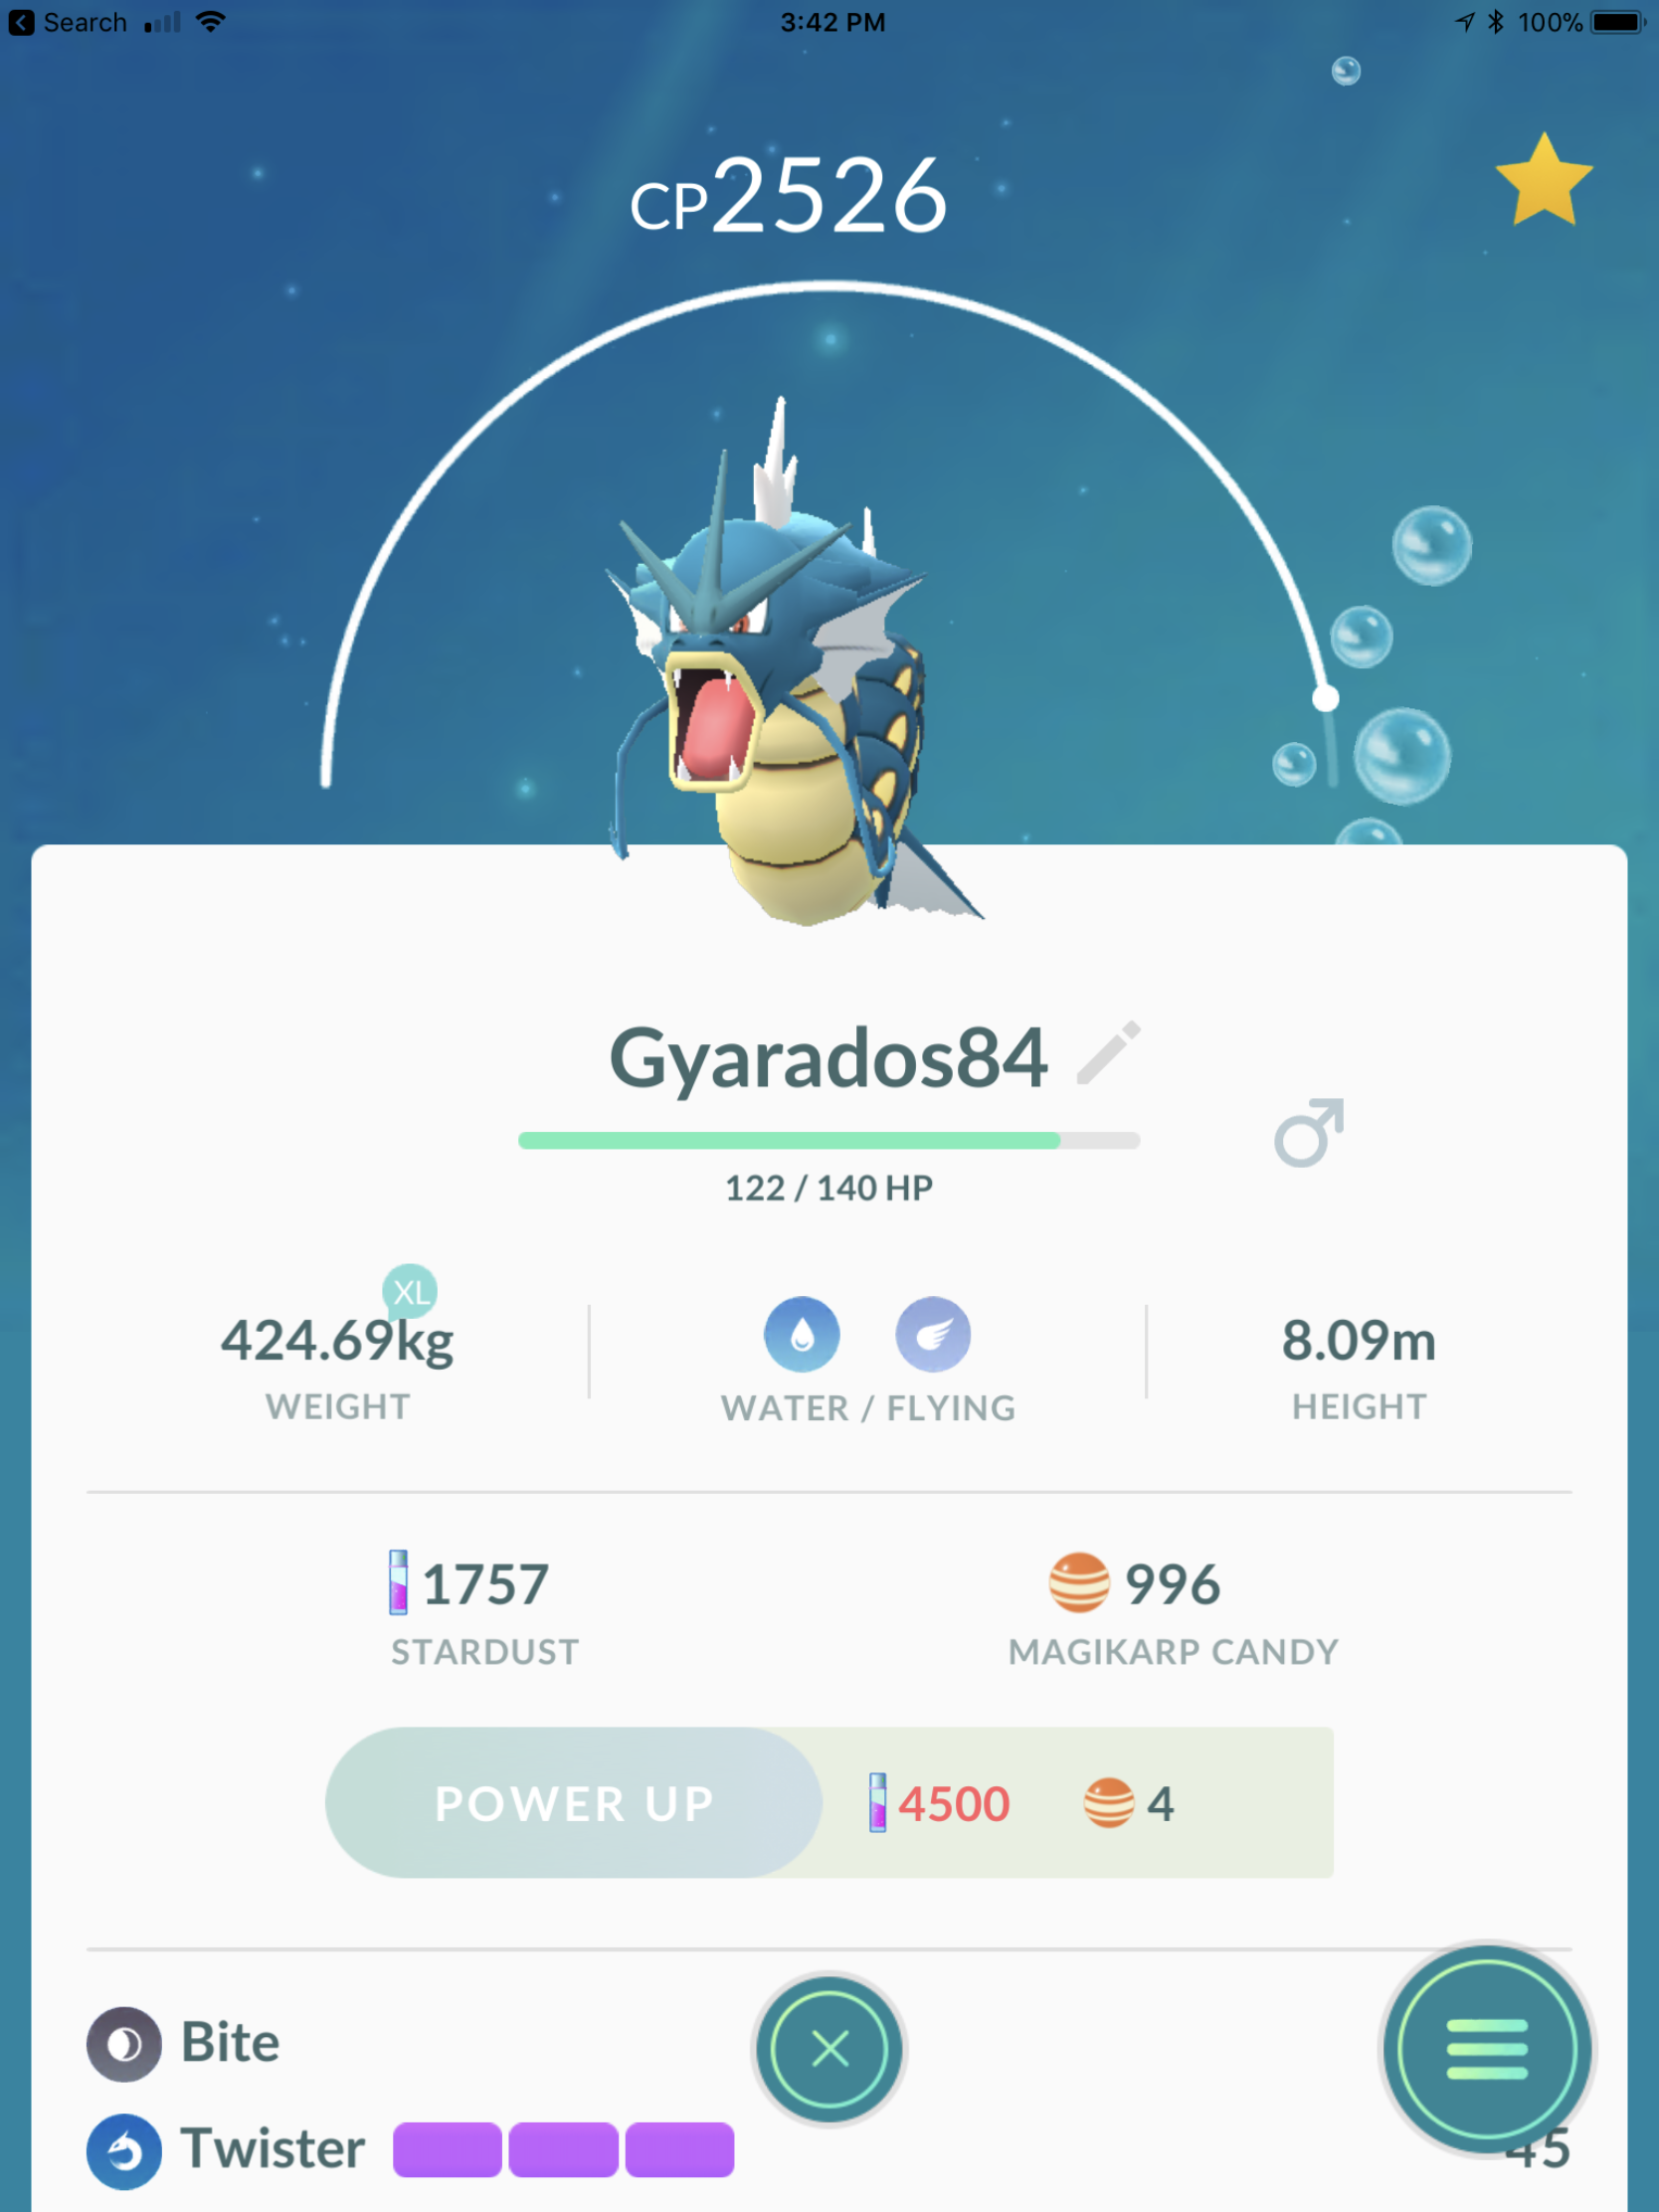 Search 3:42 PM 100%
CP2526
Gyarados84
122 / 140 HP
XL
424.69kg
WEIGHT
WATER / FLYING
8.09m
HEIGHT
1757
STARDUST
996
MAGIKARP CANDY
POWER UP 4500 4
Bite
Twister 45